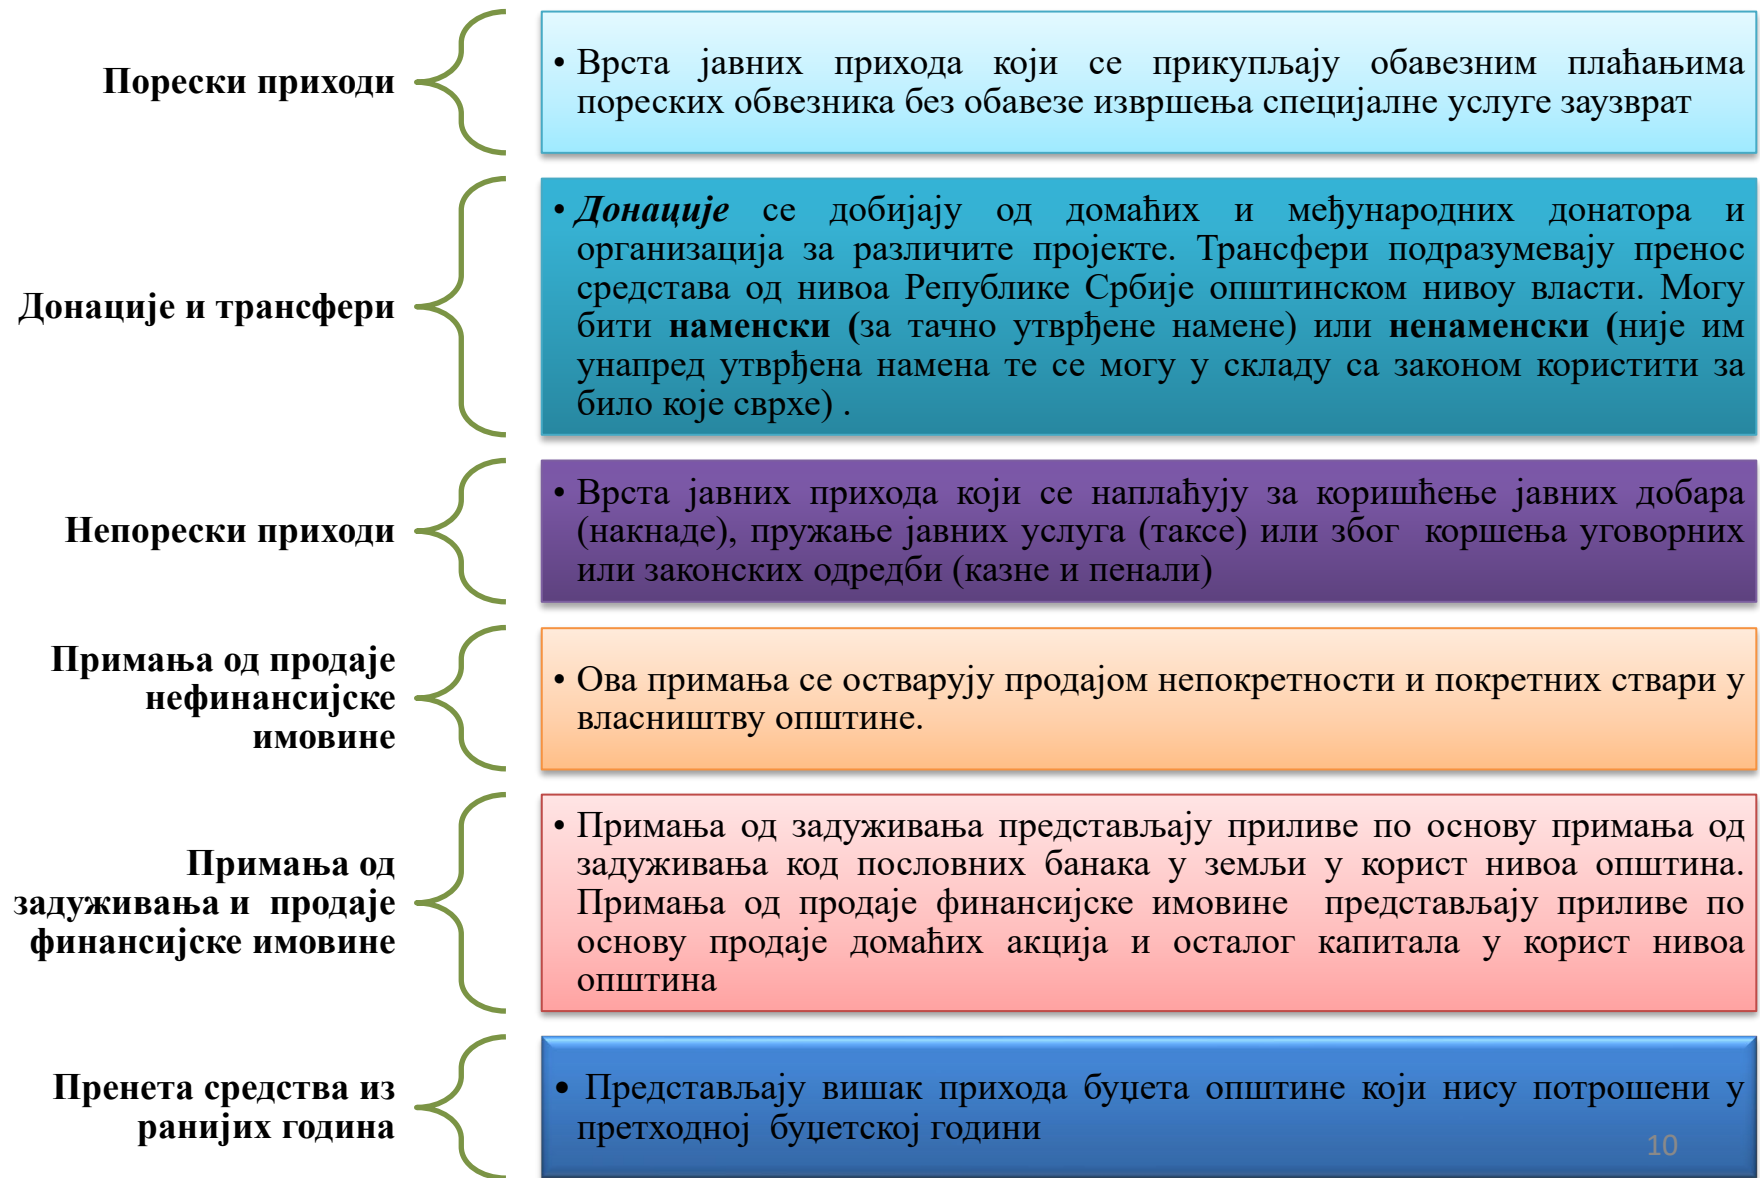 Порески приходи
• Врста јавних прихода који се прикупљају обавезним плаћањима
пореских обвезника без обавезе извршења специјалне услуге заузврат
Донације и трансфери
• Донације се добијају од домаћих и међународних донатора и
организација за различите пројекте. Трансфери подразумевају пренос
средстава од нивоа Републике Србије општинском нивоу власти. Могу
бити наменски (за тачно утврђене намене) или ненаменски (није им
унапред утврђена намена те се могу у складу са законом користити за
било које сврхе) .
Непорески приходи
• Врста јавних прихода који се наплаћују за коришћење јавних добара
(накнаде), пружање јавних услуга (таксе) или због коршења уговорних
или законских одредби (казне и пенали)
Примања од продаје
нефинансијске
имовине
• Ова примања се остварују продајом непокретности и покретних ствари у
власништву општине.
Примања од
задуживања и продаје
финансијске имовине
• Примања од задуживања представљају приливе по основу примања од
задуживања код пословних банака у земљи у корист нивоа општина.
Примања од продаје финансијске имовине представљају приливе по
основу продаје домаћих акција и осталог капитала у корист нивоа
општина
Пренета средства из
ранијих година
• Представљају вишак прихода буџета општине који нису потрошени у
претходној буџетској години
10